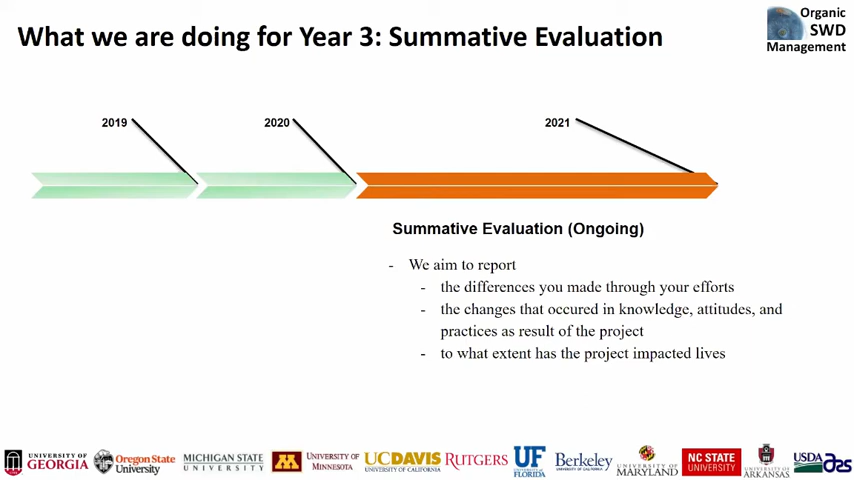 What we are doing for Year 3: Summative Evaluation
Organic
SWD
Management
2019
2020
2021
Summative Evaluation (Ongoing)
- We aim to report
- the differences you made through your efforts
- the changes that occured in knowledge, attitudes, and
practices as result of the project
- to what extent has the project impacted lives
UNIVERSITY OF
GEORGIA
Oregon State
University
MICHIGAN STATE
UNIVERSITY
M
UNIVERSITY OF
MINNESOTA
UCDAVIS
UNIVERSITY OF CALIFORNIA
RUTGERS
UF
UNIVERSITY of
FLORIDA
Berkeley
UNIVERSITY OF CALIFORNIA
UNIVERSITY OF
MARYLAND
NC STATE
UNIVERSITY
UNIVERSITY OF
ARKANSAS
USDA
ars